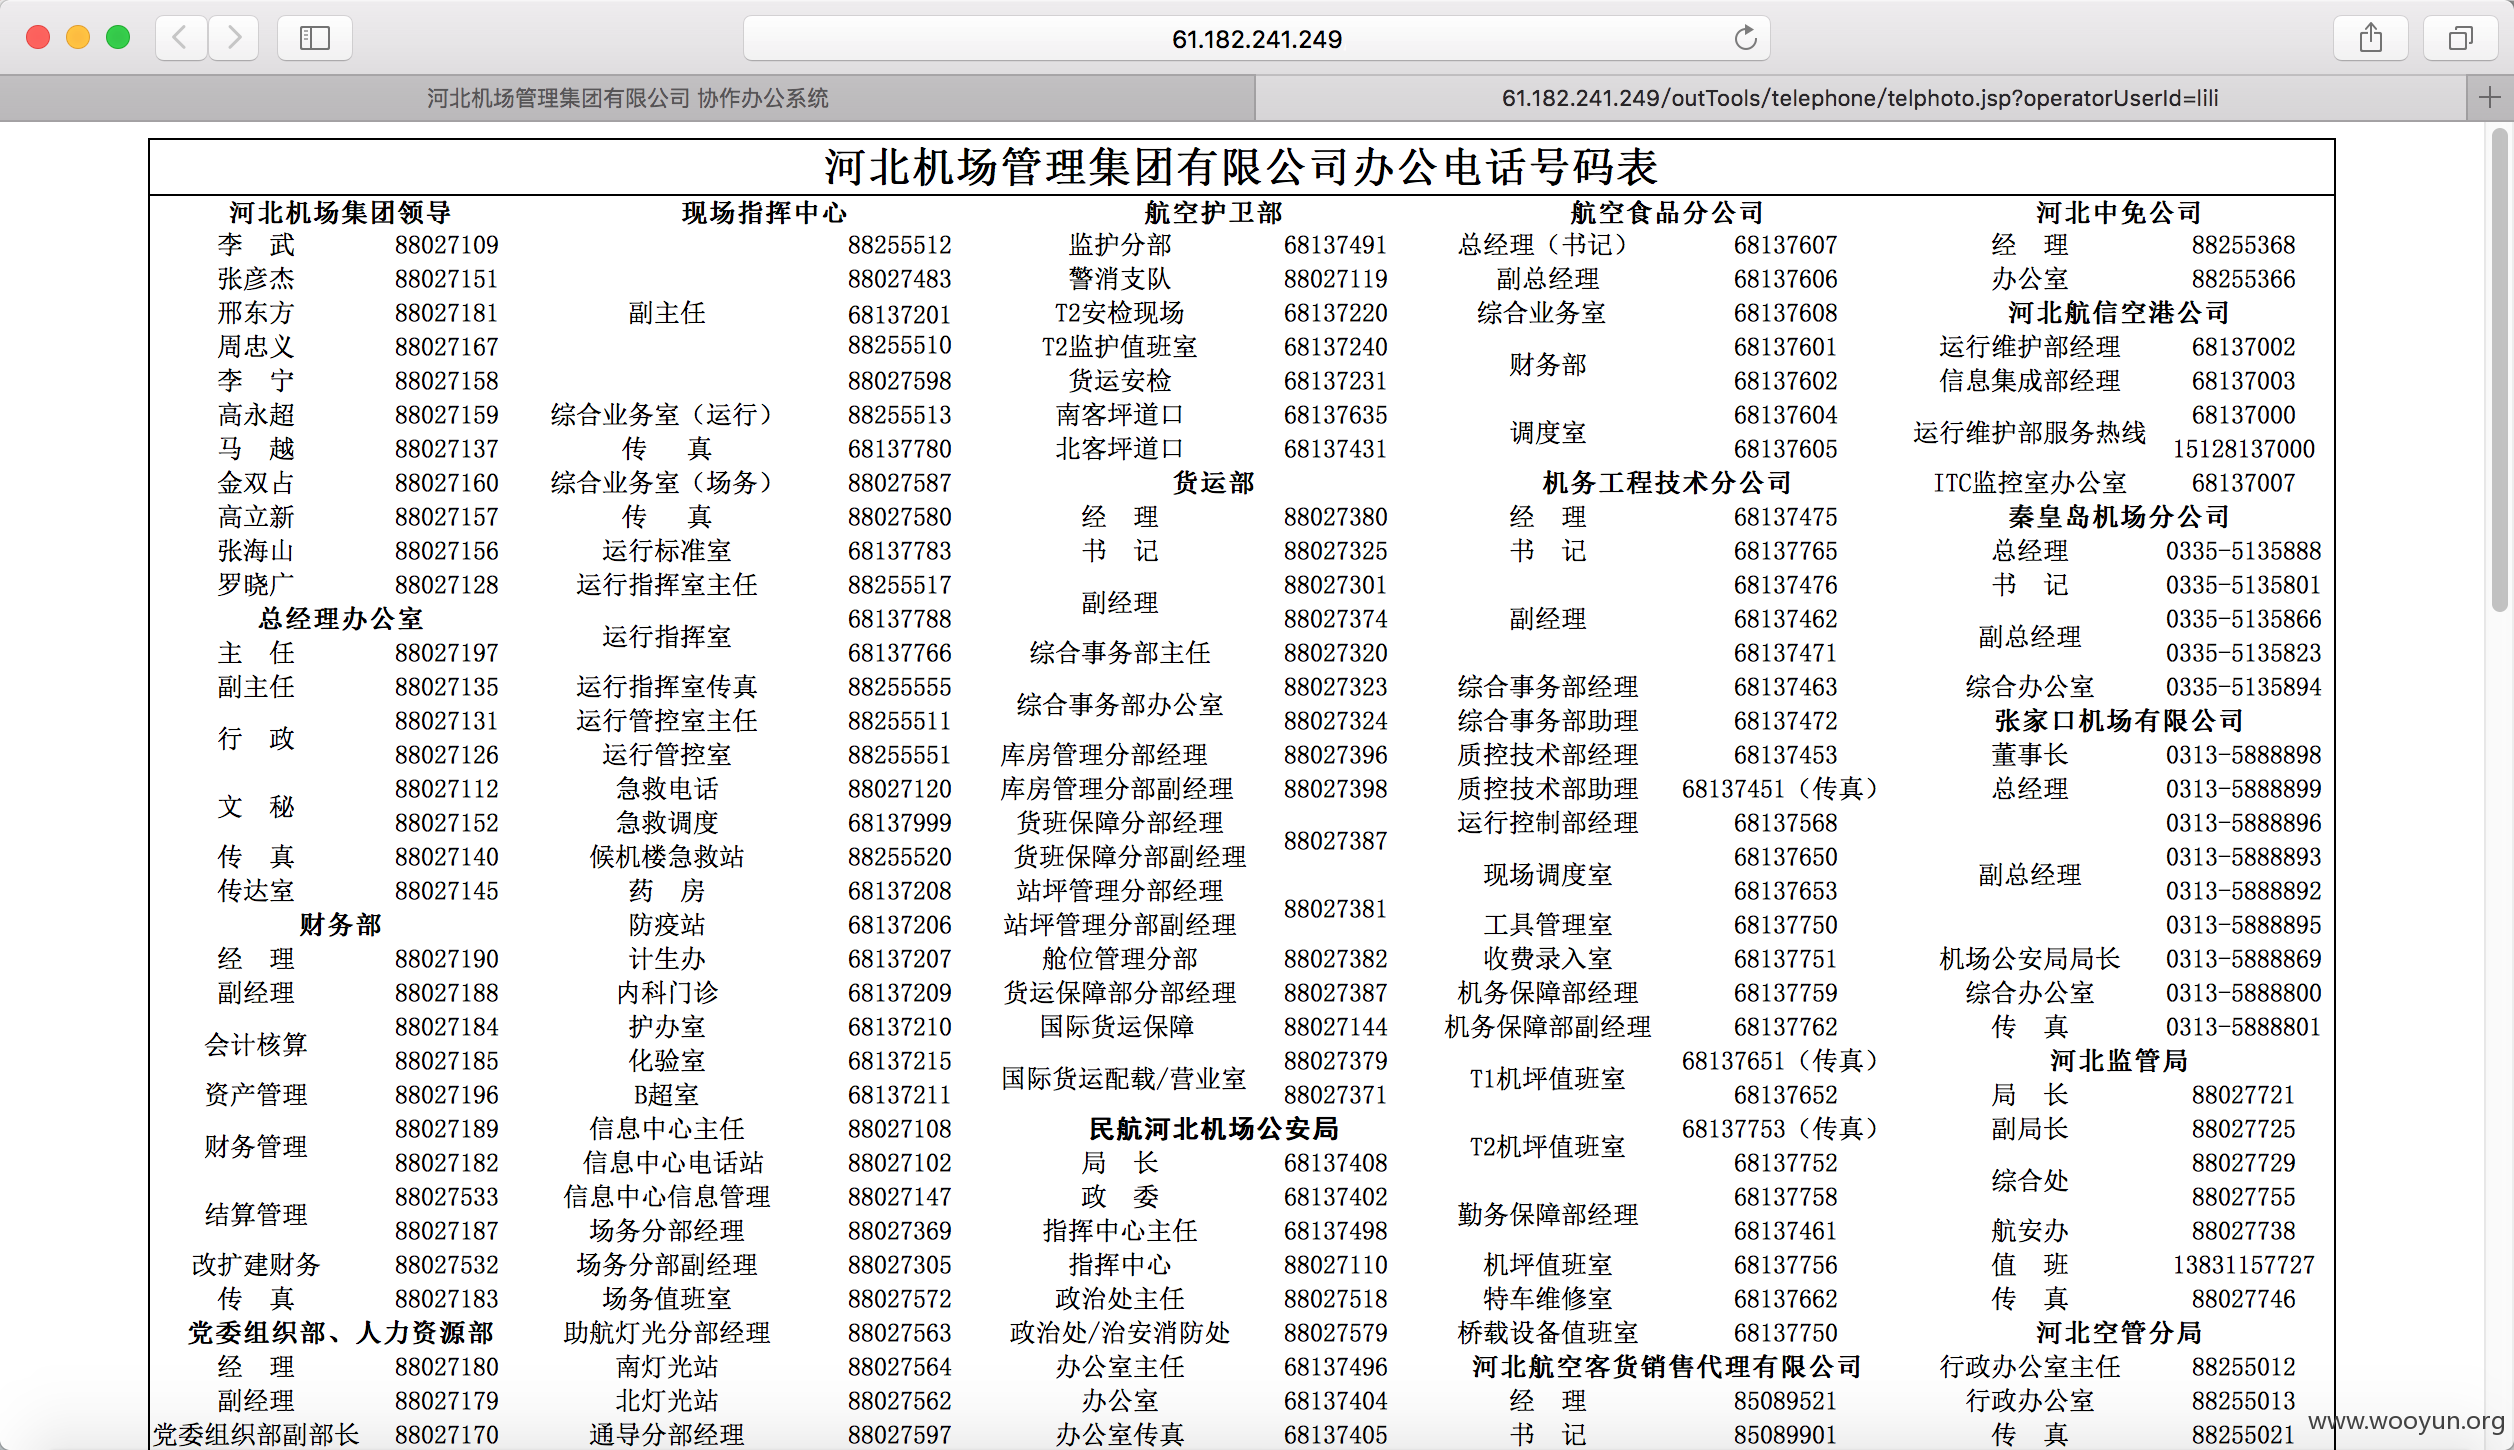 61.182.241.249
河北机场管理集团有限公司 协作办公系统
61.182.241.249/outTools/telephone/telphoto.jsp?operatorUserId=lili
河北机场管理集团有限公司办公电话号码表
河北机场集团领导
李 武 88027109
张彦杰 88027151
邢东方 88027181
周忠义 88027167
李 宁 88027158
高永超 88027159
马 越 88027137
金双占 88027160
高立新 88027157
张海山 88027156
罗晓广 88027128
总经理办公室
主 任 88027197
副主任 88027135
行 政 88027131
88027126
文 秘 88027112
88027152
传 真 88027140
传达室 88027145
财务部
经 理 88027190
副经理 88027188
会计核算 88027184
88027185
资产管理 88027196
财务管理 88027189
88027182
结算管理 88027533
88027187
改扩建财务 88027532
传 真 88027183
党委组织部、人力资源部
经 理 88027180
副经理 88027179
党委组织部副部长 88027170
现场指挥中心
副主任 88255512
88027483
68137201
88255510
88027598
综合业务室（运行） 88255513
传 真 68137780
综合业务室（场务） 88027587
传 真 88027580
运行标准室 68137783
运行指挥室主任 88255517
运行指挥室 68137788
68137766
运行指挥室传真 88255555
运行管控室主任 88255511
运行管控室 88255551
急救电话 88027120
急救调度 68137999
候机楼急救站 88255520
药 房 68137208
防疫站 68137206
计生办 68137207
内科门诊 68137209
护办室 68137210
化验室 68137215
B超室 68137211
信息中心主任 88027108
信息中心电话站 88027102
信息中心信息管理 88027147
场务分部经理 88027369
场务分部副经理 88027305
场务值班室 88027572
助航灯光分部经理 88027563
南灯光站 88027564
北灯光站 88027562
通导分部经理 88027597
航空护卫部
监护分部 68137491
警消支队 88027119
T2安检现场 68137220
T2监护值班室 68137240
货运安检 68137231
南客坪道口 68137635
北客坪道口 68137431
货运部
经 理 88027380
书 记 88027325
副经理 88027301
88027374
综合事务部主任 88027320
综合事务部办公室 88027323
88027324
库房管理分部经理 88027396
库房管理分部副经理 88027398
货班保障分部经理 88027387
货班保障分部副经理
站坪管理分部经理 88027381
站坪管理分部副经理
舱位管理分部 88027382
货运保障部分部经理 88027387
国际货运保障 88027144
国际货运配载/营业室 88027379
88027371
民航河北机场公安局
局 长 68137408
政 委 68137402
指挥中心主任 68137498
指挥中心 88027110
政治处主任 88027518
政治处/治安消防处 88027579
办公室主任 68137496
办公室 68137404
办公室传真 68137405
航空食品分公司
总经理（书记） 68137607
副总经理 68137606
综合业务室 68137608
财务部 68137601
68137602
调度室 68137604
68137605
机务工程技术分公司
经 理 68137475
书 记 68137765
副经理 68137476
68137462
68137471
综合事务部经理 68137463
综合事务部助理 68137472
质控技术部经理 68137453
质控技术部助理 68137451（传真）
运行控制部经理 68137568
现场调度室 68137650
68137653
工具管理室 68137750
收费录入室 68137751
机务保障部经理 68137759
机务保障部副经理 68137762
T1机坪值班室 68137651（传真）
68137652
T2机坪值班室 68137753（传真）
68137752
勤务保障部经理 68137758
68137461
机坪值班室 68137756
特车维修室 68137662
桥载设备值班室 68137750
河北航空客货销售代理有限公司
经 理 85089521
书 记 85089901
河北中免公司
经 理 88255368
办公室 88255366
河北航信空港公司
运行维护部经理 68137002
信息集成部经理 68137003
运行维护部服务热线 68137000
15128137000
ITC监控室办公室 68137007
秦皇岛机场分公司
总经理 0335-5135888
书 记 0335-5135801
副总经理 0335-5135866
0335-5135823
综合办公室 0335-5135894
张家口机场有限公司
董事长 0313-5888898
总经理 0313-5888899
副总经理 0313-5888896
0313-5888893
0313-5888892
0313-5888895
机场公安局局长 0313-5888869
综合办公室 0313-5888800
传 真 0313-5888801
河北监管局
局 长 88027721
副局长 88027725
综合处 88027729
88027755
航安办 88027738
值 班 13831157727
传 真 88027746
河北空管分局
行政办公室主任 88255012
行政办公室 88255013
传 真 88255021
www.wooyun.org